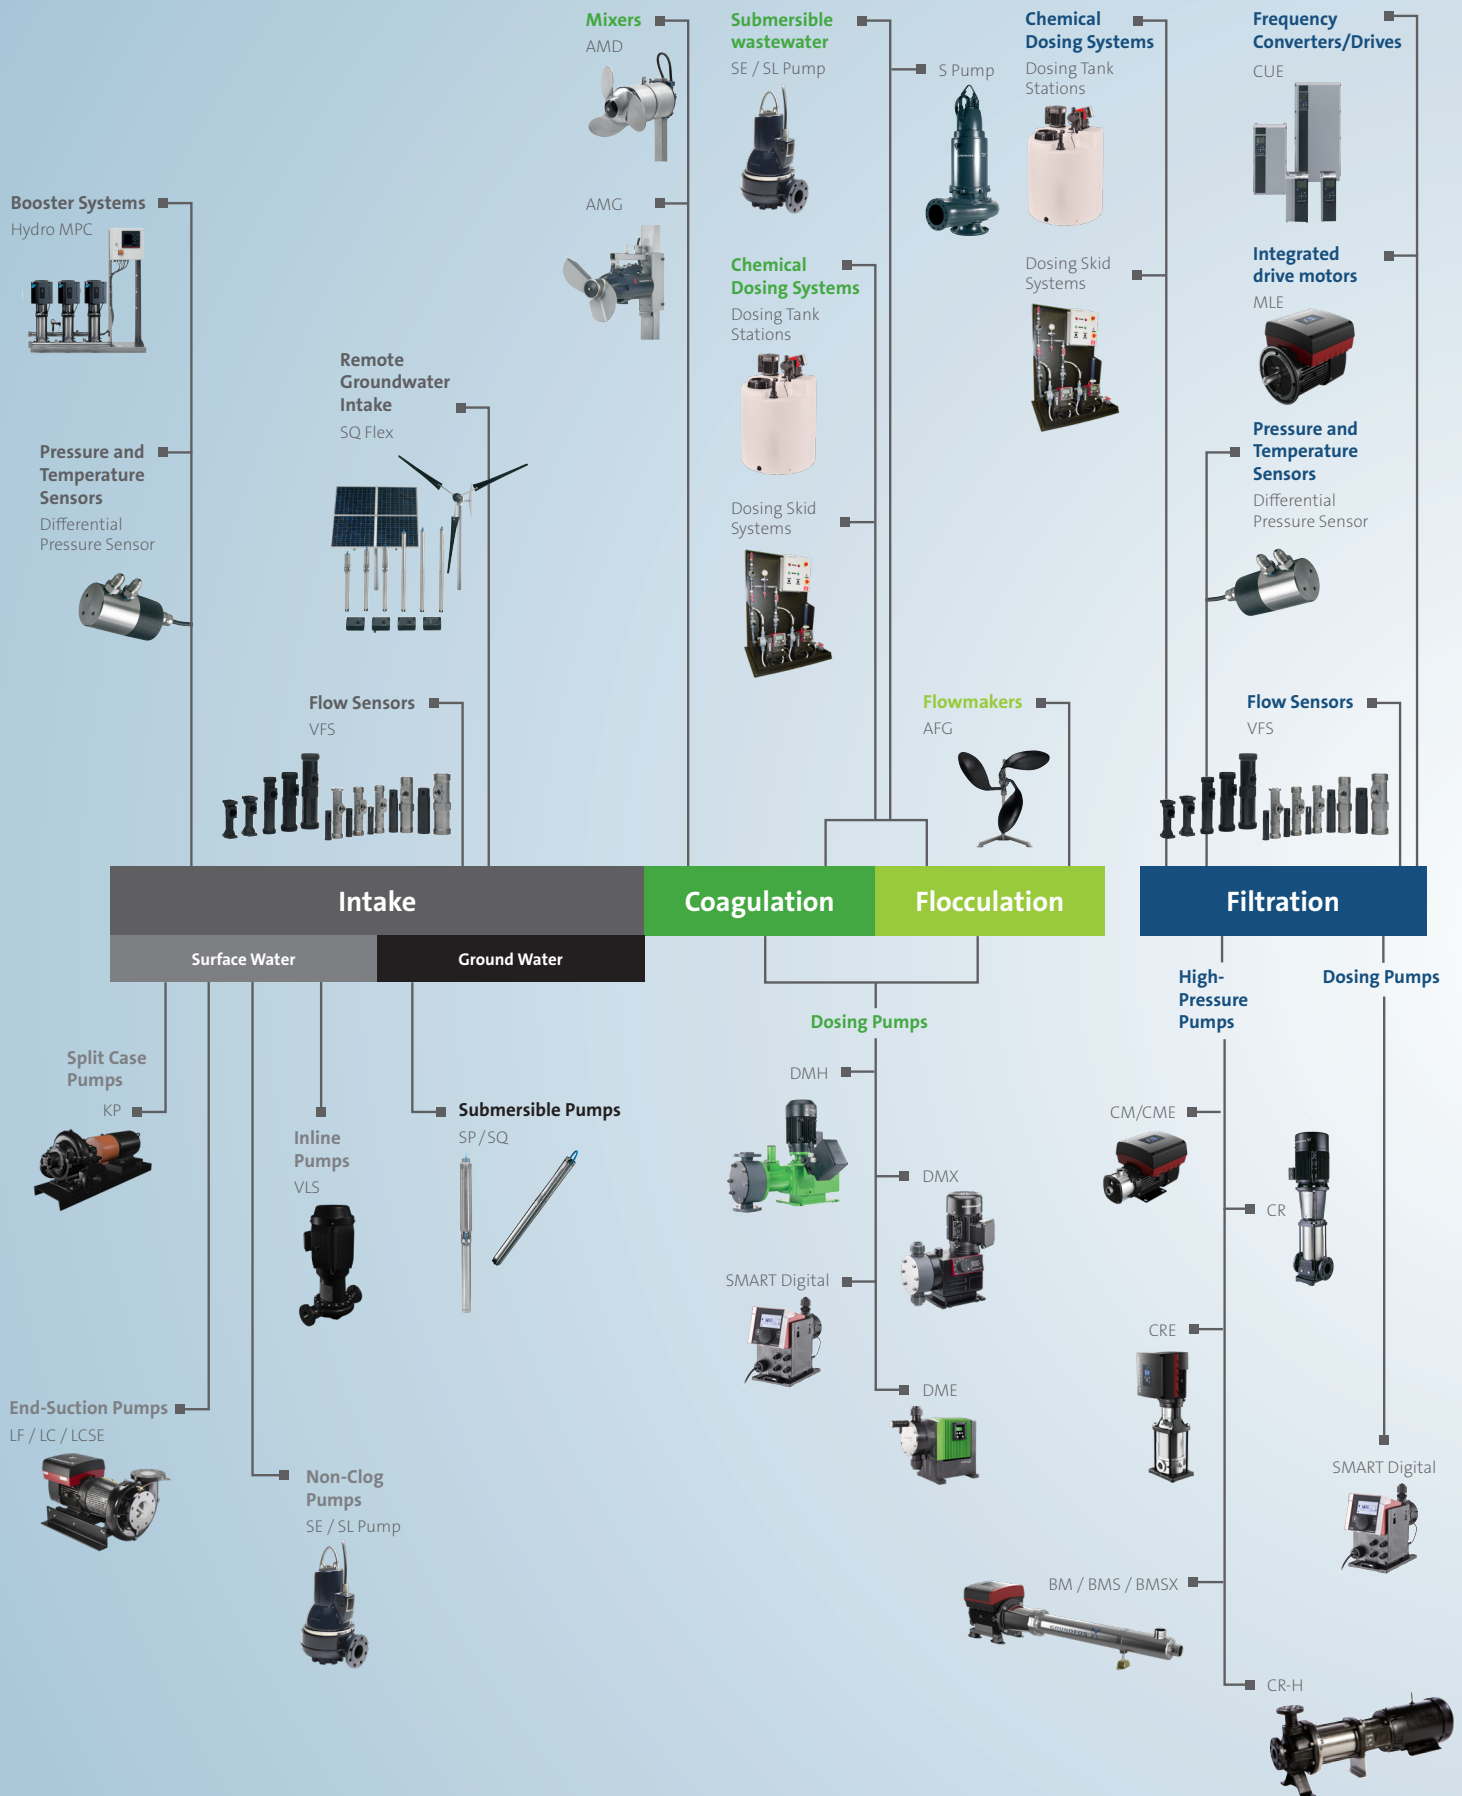 Mixers
AMD
AMG
Submersible
wastewater
SE / SL Pump
S Pump
Chemical
Dosing Systems
Dosing Tank
Stations
Dosing Skid
Systems
Frequency
Converters/Drives
CUE
Integrated
drive motors
MLE
Pressure and
Temperature
Sensors
Differential
Pressure Sensor
Booster Systems
Hydro MPC
Pressure and
Temperature
Sensors
Differential
Pressure Sensor
Remote
Groundwater
Intake
SQ Flex
Chemical
Dosing Systems
Dosing Tank
Stations
Dosing Skid
Systems
Flow Sensors
VFS
Flowmakers
AFG
Flow Sensors
VFS
Intake
Coagulation
Flocculation
Filtration
Surface Water
Ground Water
Split Case
Pumps
KP
Inline
Pumps
VLS
Submersible Pumps
SP / SQ
End-Suction Pumps
LF / LC / LCSE
Non-Clog
Pumps
SE / SL Pump
Dosing Pumps
DMH
DMX
SMART Digital
DME
High-
Pressure
Pumps
CM/CME
CR
CRE
BM / BMS / BMSX
GRUNDFOS
CR-H
Dosing Pumps
SMART Digital